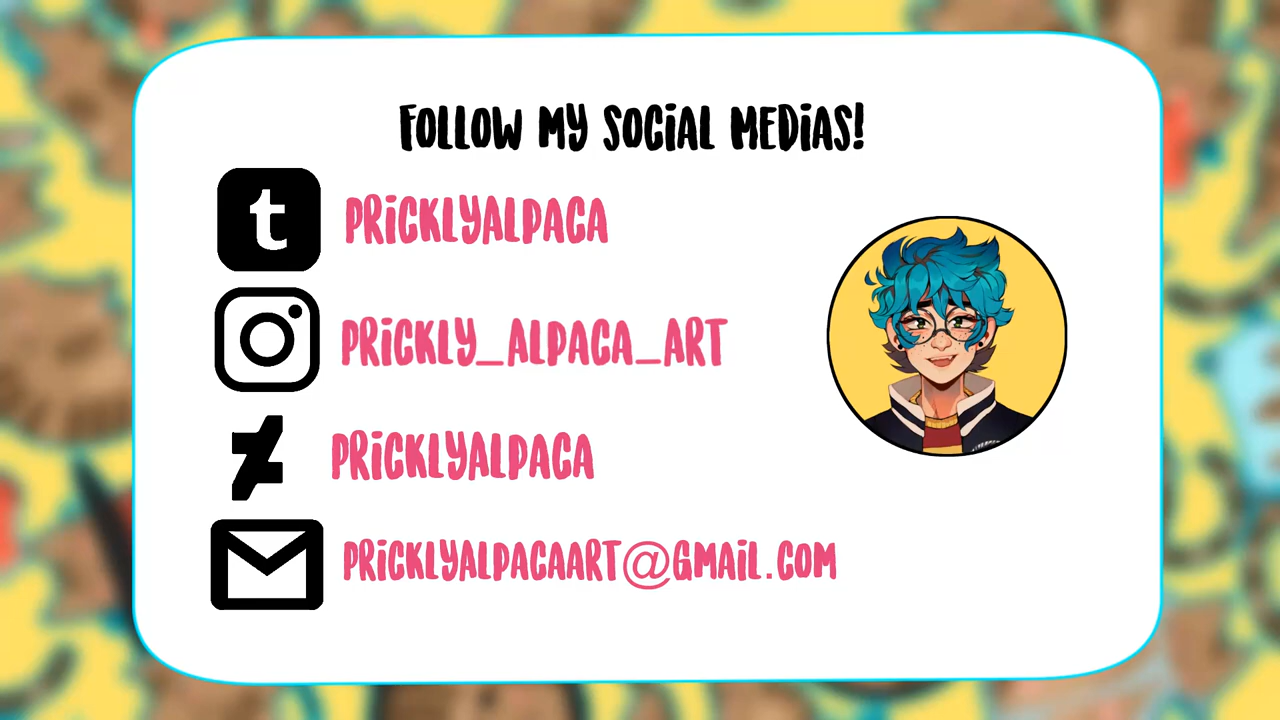 FOLLOW MY SOCiAL MEDiAS!
t PRiCKLYALPACA
PRiCKLY_ALPACA_ART
PRiCKLYALPACA
PRiCKLYALPACAART@GMAiL.COM